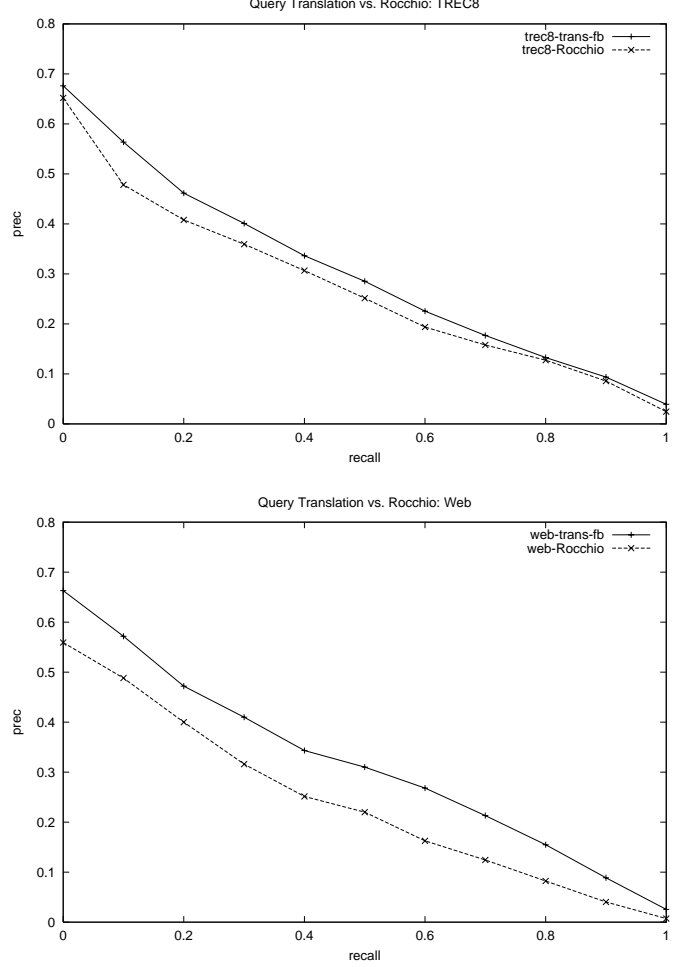 Query Translation vs. Rocchio: TREC8
trec8-trans-fb
trec8-Rocchio
0.8
0.7
0.6
0.5
0.4
0.3
0.2
0.1
0
prec
0 0.2 0.4 0.6 0.8 1
recall
Query Translation vs. Rocchio: Web
web-trans-fb
web-Rocchio
0.8
0.7
0.6
0.5
0.4
0.3
0.2
0.1
0
prec
0 0.2 0.4 0.6 0.8 1
recall